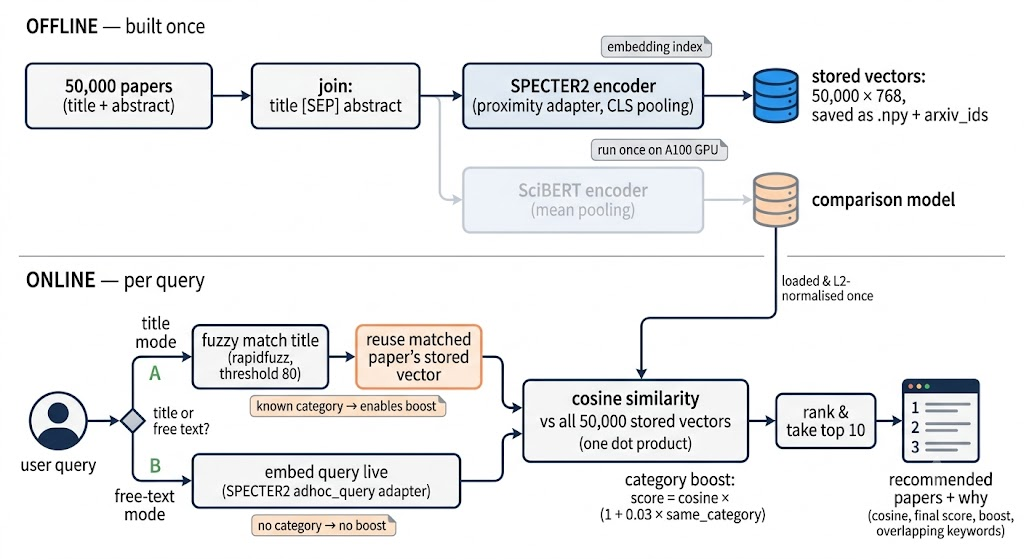 OFFLINE — built once
embedding index
50,000 papers
(title + abstract)
join:
title [SEP] abstract
SPECTER2 encoder
(proximity adapter, CLS pooling)
stored vectors:
50,000 × 768,
saved as .npy + arxiv_ids
run once on A100 GPU
SciBERT encoder
(mean pooling)
comparison model
ONLINE — per query
loaded & L2-
normalised once
title
mode
A
fuzzy match title
(rapidfuzz,
threshold 80)
reuse matched
paper's stored
vector
known category → enables boost
title or
free text?
user query
B
free-text
mode
embed query live
(SPECTER2 adhoc_query adapter)
no category → no boost
cosine similarity
vs all 50,000 stored vectors
(one dot product)
category boost:
score = cosine ×
(1 + 0.03 × same_category)
rank &
take top 10
1
2
3
recommended
papers + why
(cosine, final score, boost,
overlapping keywords)